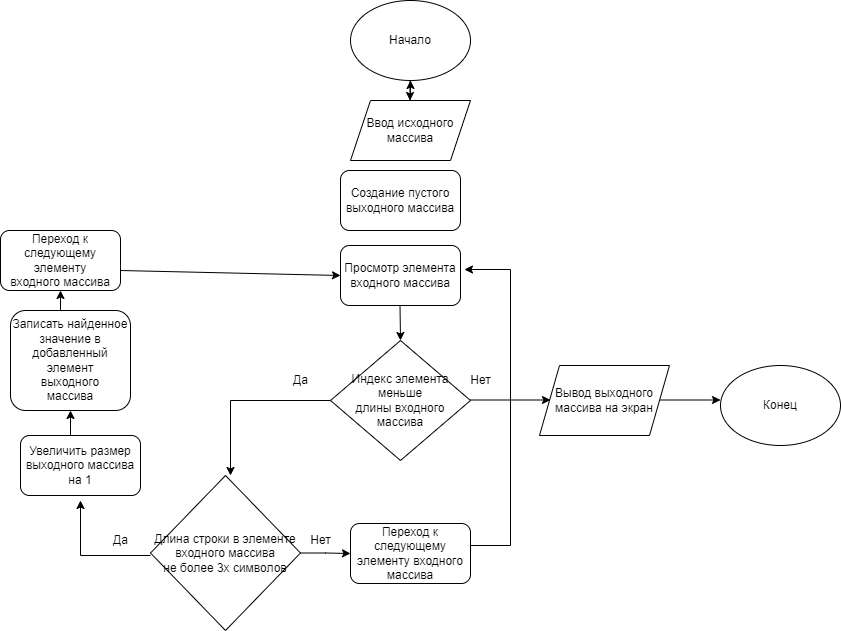 Начало
Ввод исходного
массива
Создание пустого
выходного массива
Переход к
следующему
элементу
входного массива
Просмотр элемента
входного массива
Записать найденное
значение в
добавленный
элемент
выходного
массива
Да
Индекс элемента
меньше
длины входного
массива
Нет
Вывод выходного
массива на экран
Конец
Увеличить размер
выходного массива
на 1
Да
Длина строки в элементе
входного массива
не более 3х символов
Нет
Переход к
следующему
элементу входного
массива